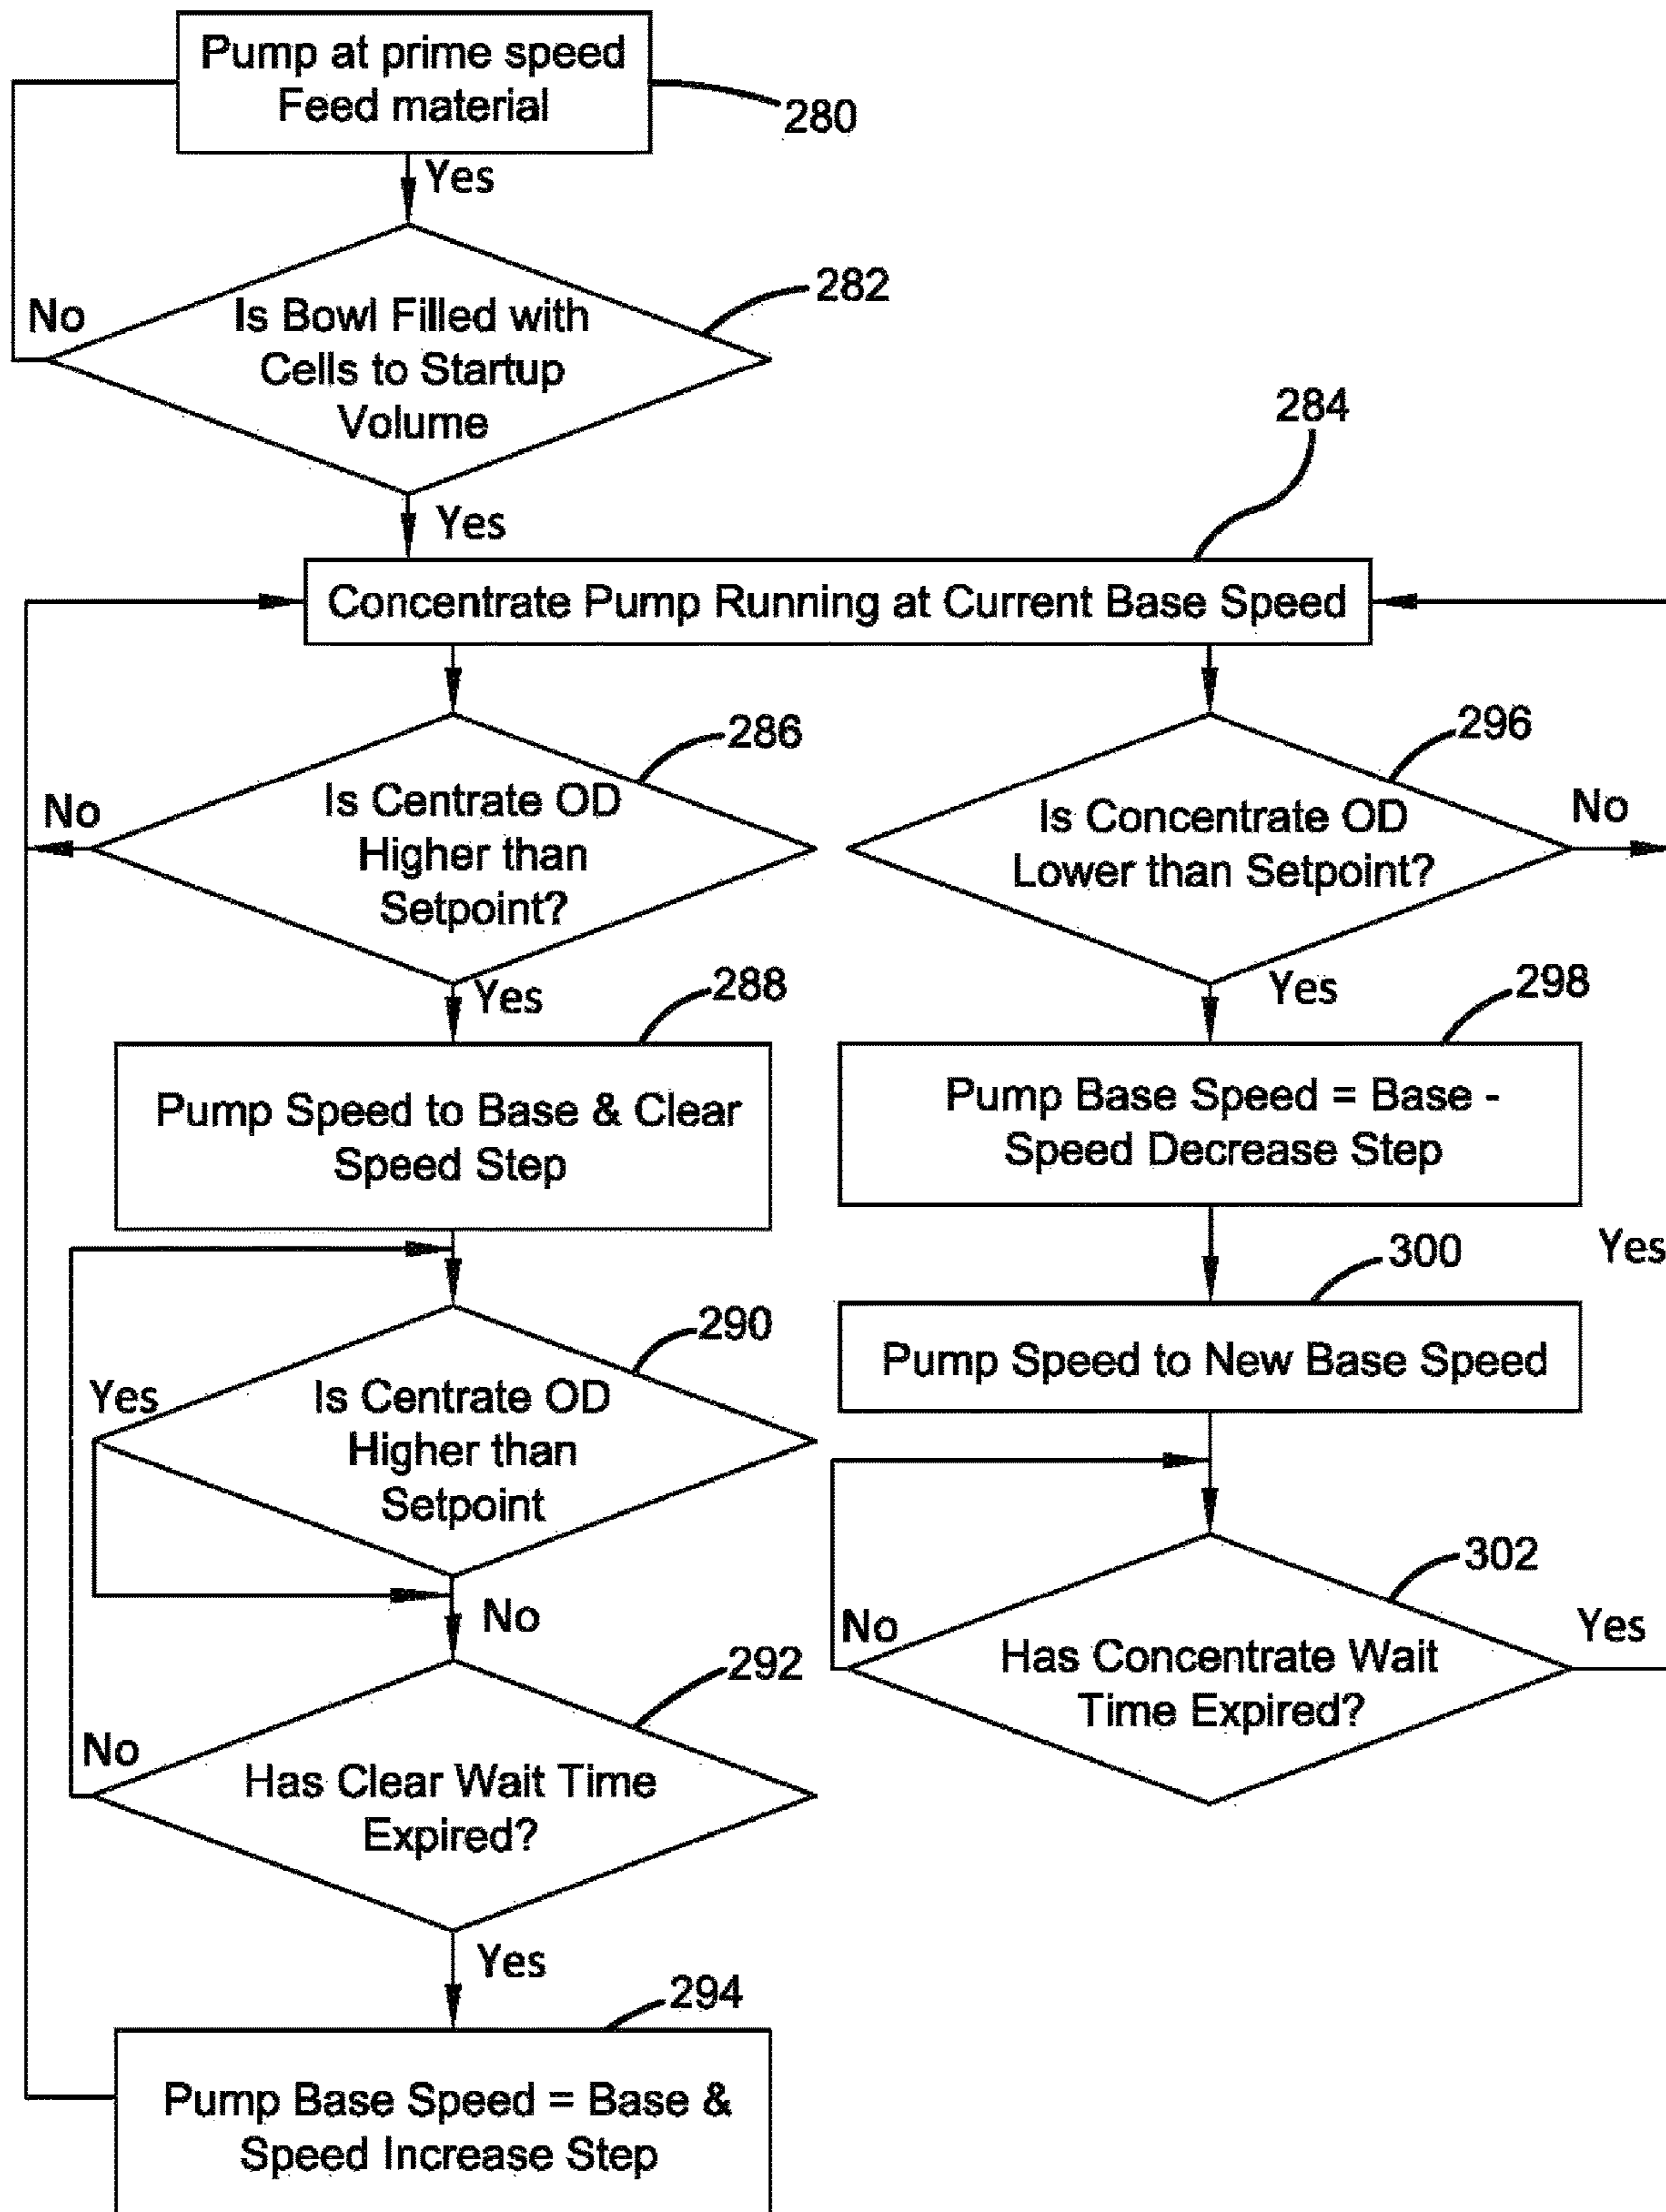 Pump at prime speed
Feed material
280
Yes
282
No
Is Bowl Filled with
Cells to Startup
Volume
284
Yes
Concentrate Pump Running at Current Base Speed
286
296
No
Is Centrate OD
Higher than
Setpoint?
Is Concentrate OD
Lower than Setpoint?
No
Yes
288
Yes
298
Pump Speed to Base & Clear
Speed Step
Pump Base Speed = Base -
Speed Decrease Step
300
Yes
290
Pump Speed to New Base Speed
Yes
Is Centrate OD
Higher than
Setpoint
No
302
No
Has Concentrate Wait
Time Expired?
Yes
292
No
Has Clear Wait Time
Expired?
Yes
294
Pump Base Speed = Base &
Speed Increase Step